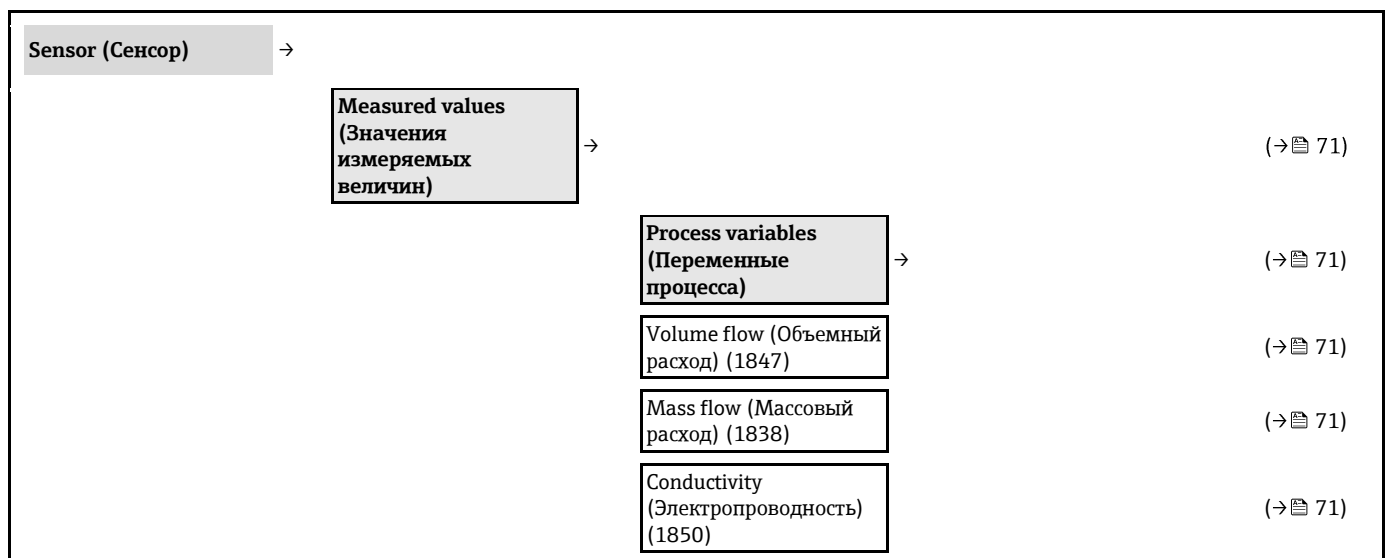 Sensor (Сенсор) →
Measured values
(Значения
измеряемых
величин)
→
(→ 71)
Process variables
(Переменные
процесса)
→
(→ 71)
Volume flow (Объемный
расход) (1847)
(→ 71)
Mass flow (Массовый
расход) (1838)
(→ 71)
Conductivity
(Электропроводность)
(1850)
(→ 71)